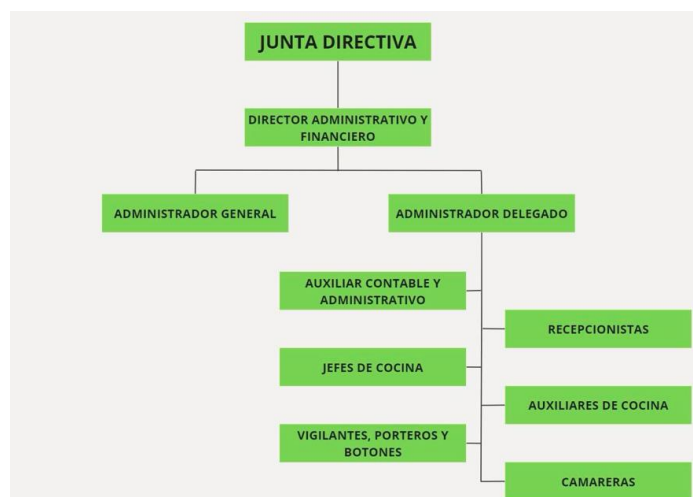 JUNTA DIRECTIVA
DIRECTOR ADMINISTRATIVO Y
FINANCIERO
ADMINISTRADOR GENERAL
ADMINISTRADOR DELEGADO
AUXILIAR CONTABLE Y
ADMINISTRATIVO
RECEPCIONISTAS
JEFES DE COCINA
AUXILIARES DE COCINA
VIGILANTES, PORTEROS Y
BOTONES
CAMARERAS